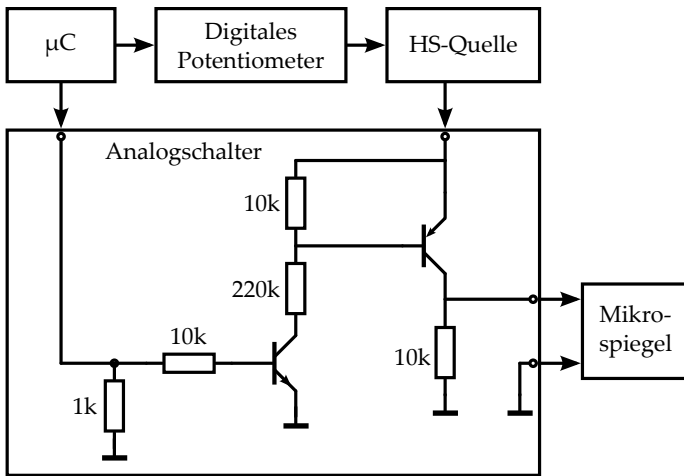 µC
Digitales
Potentiometer
HS-Quelle
Analogschalter
10k
220k
10k
1k
10k
Mikro-
spiegel